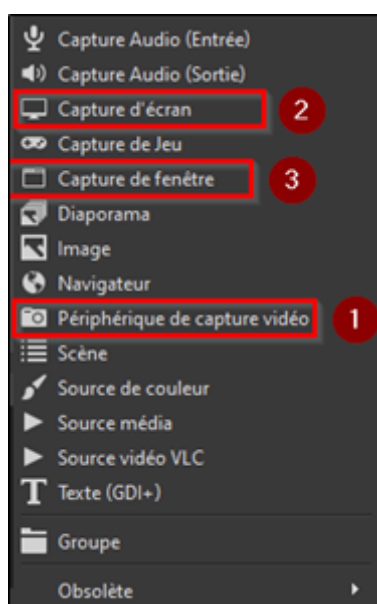 Capture Audio (Entrée)
Capture Audio (Sortie)
Capture d'écran 2
Capture de Jeu
Capture de fenêtre 3
Diaporama
Image
Navigateur
Périphérique de capture vidéo 1
Scène
Source de couleur
Source média
Source vidéo VLC
Texte (GDI+)
Groupe
Obsolète